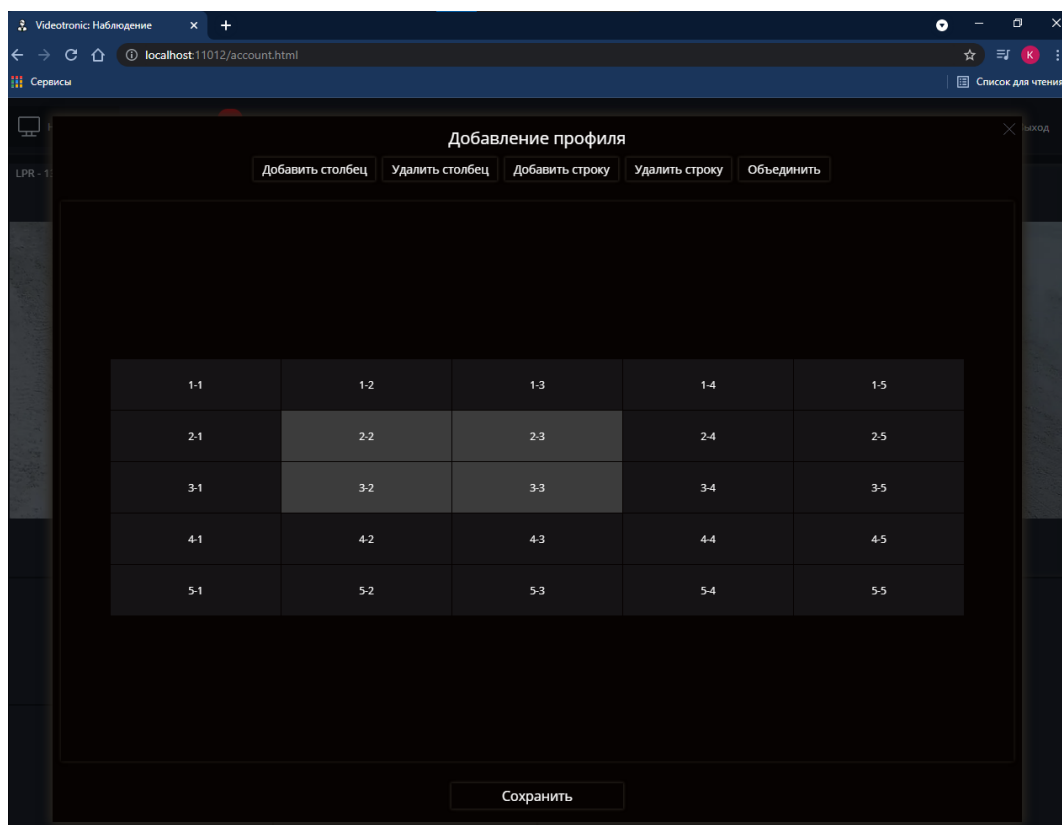 Videotronic: Наблюдение
localhost:11012/account.html
K
Сервисы
Список для чтения
Добавление профиля
LPR - 1
Добавить столбец Удалить столбец Добавить строку Удалить строку Объединить
1-1 1-2 1-3 1-4 1-5
2-1 2-2 2-3 2-4 2-5
3-1 3-2 3-3 3-4 3-5
4-1 4-2 4-3 4-4 4-5
5-1 5-2 5-3 5-4 5-5
Сохранить